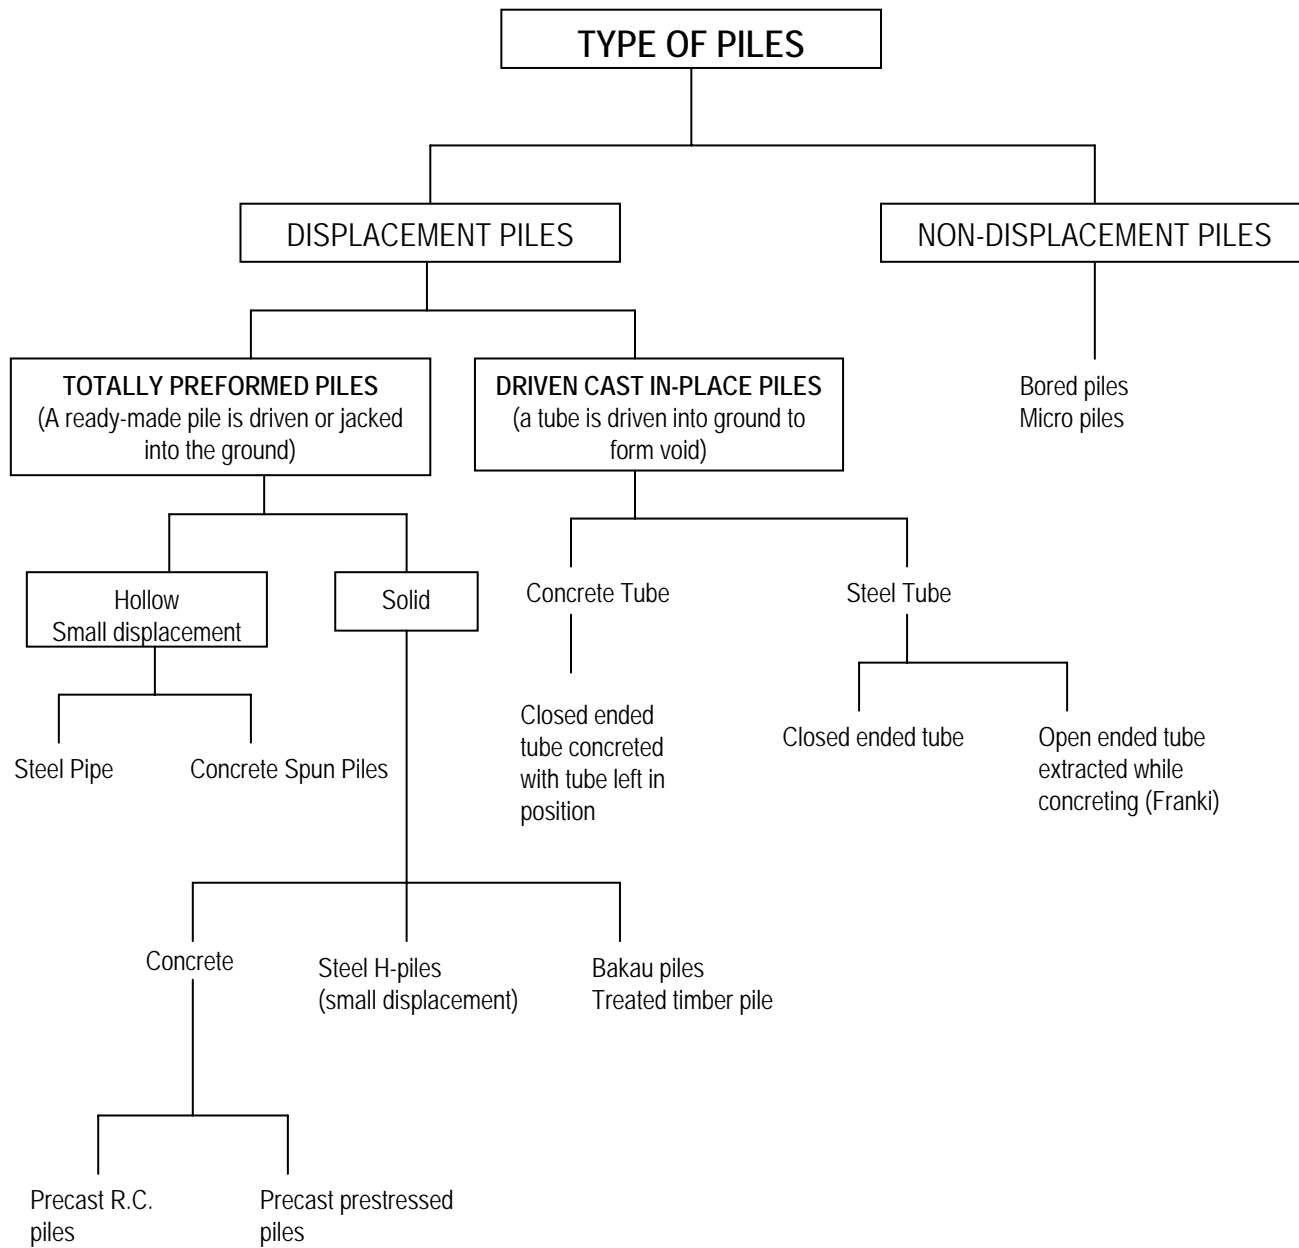 TYPE OF PILES
DISPLACEMENT PILES
NON-DISPLACEMENT PILES
TOTALLY PREFORMED PILES
(A ready-made pile is driven or jacked
into the ground)
DRIVEN CAST IN-PLACE PILES
(a tube is driven into ground to
form void)
Bored piles
Micro piles
Hollow
Small displacement
Solid
Concrete Tube
Steel Tube
Steel Pipe
Concrete Spun Piles
Closed ended
tube concreted
with tube left in
position
Closed ended tube
Open ended tube
extracted while
concreting (Franki)
Concrete
Steel H-piles
(small displacement)
Bakau piles
Treated timber pile
Precast R.C.
piles
Precast prestressed
piles